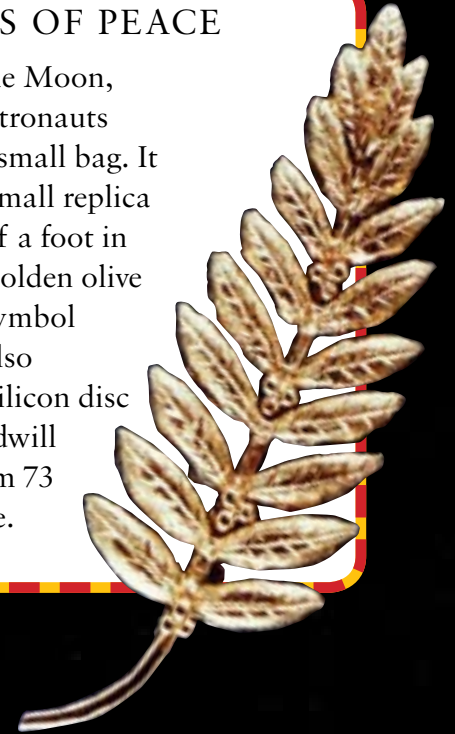 S OF PEACE
e Moon,
tronauts
small bag. It
mall replica
f a foot in
olden olive
ymbol
lso
ilicon disc
dwill
m 73
e.